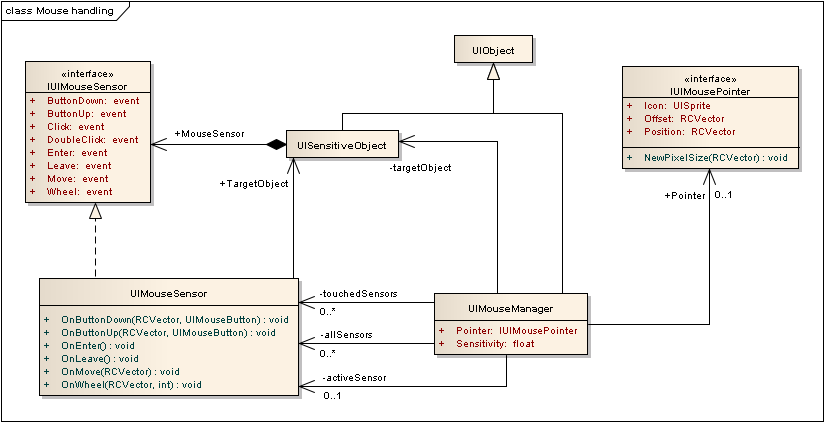 class Mouse handling
UIObject
«interface»
IUIMouseSensor
+ ButtonDown: event
+ ButtonUp: event
+ Click: event
+ DoubleClick: event
+ Enter: event
+ Leave: event
+ Move: event
+ Wheel: event
+MouseSensor
UISensitiveObject
+TargetObject
-targetObject
«interface»
IUIMousePointer
+ Icon: UISprite
+ Offset: RCVector
+ Position: RCVector
+ NewPixelSize(RCVector) : void
+Pointer
0..1
UIMouseSensor
+ OnButtonDown(RCVector, UIMouseButton) : void
+ OnButtonUp(RCVector, UIMouseButton) : void
+ OnEnter() : void
+ OnLeave() : void
+ OnMove(RCVector) : void
+ OnWheel(RCVector, int) : void
-touchedSensors
0..*
-allSensors
0..*
-activeSensor
0..1
UIMouseManager
+ Pointer: IUIMousePointer
+ Sensitivity: float